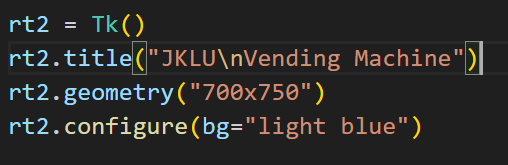 rt2 = Tk()
rt2.title("JKLU\nVending Machine")
rt2.geometry("700x750")
rt2.configure(bg="light blue")